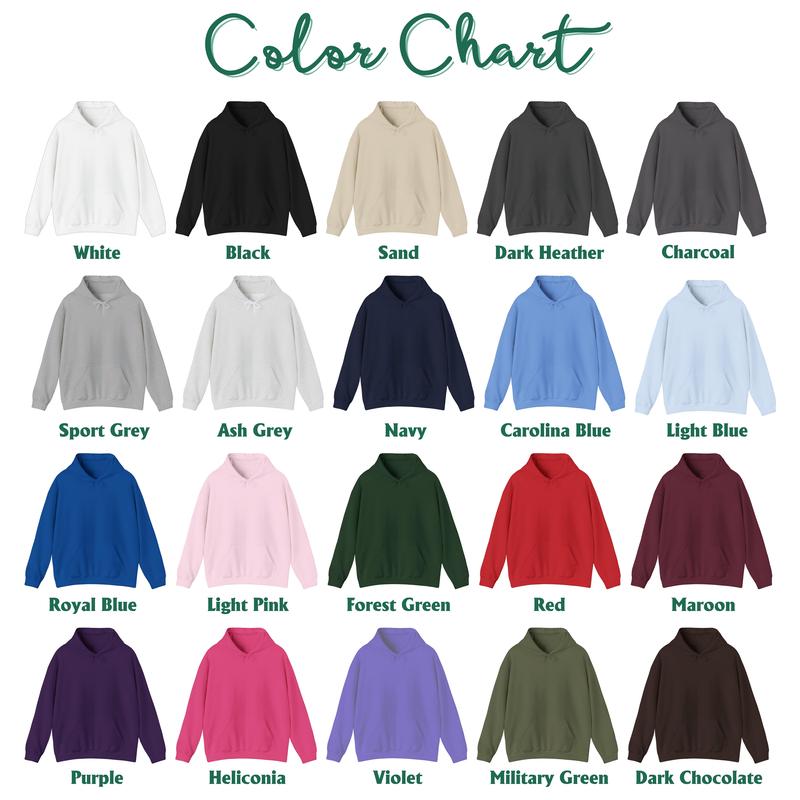 Color Chart
White Black Sand Dark Heather Charcoal
Sport Grey Ash Grey Navy Carolina Blue Light Blue
Royal Blue Light Pink Forest Green Red Maroon
Purple Heliconia Violet Military Green Dark Chocolate